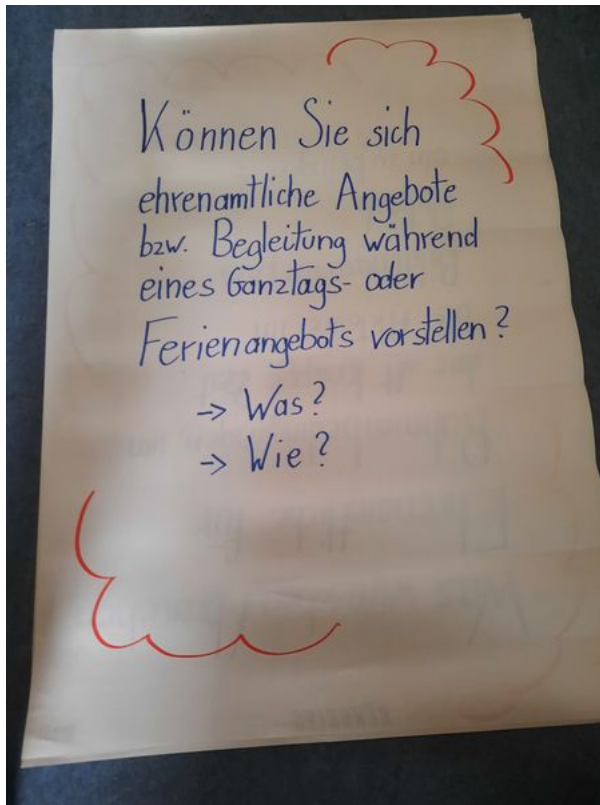 Können Sie sich
ehrenamtliche Angebote
bzw. Begleitung während
eines Ganztags- oder
Ferienangebots vorstellen?
-> Was?
-> Wie?